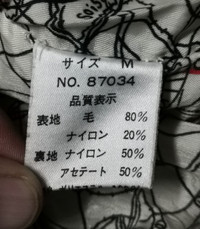 サイズ M
NO. 87034
品質表示
表地 毛 80%
ナイロン 20%
裏地 ナイロン 50%
アセテート 50%